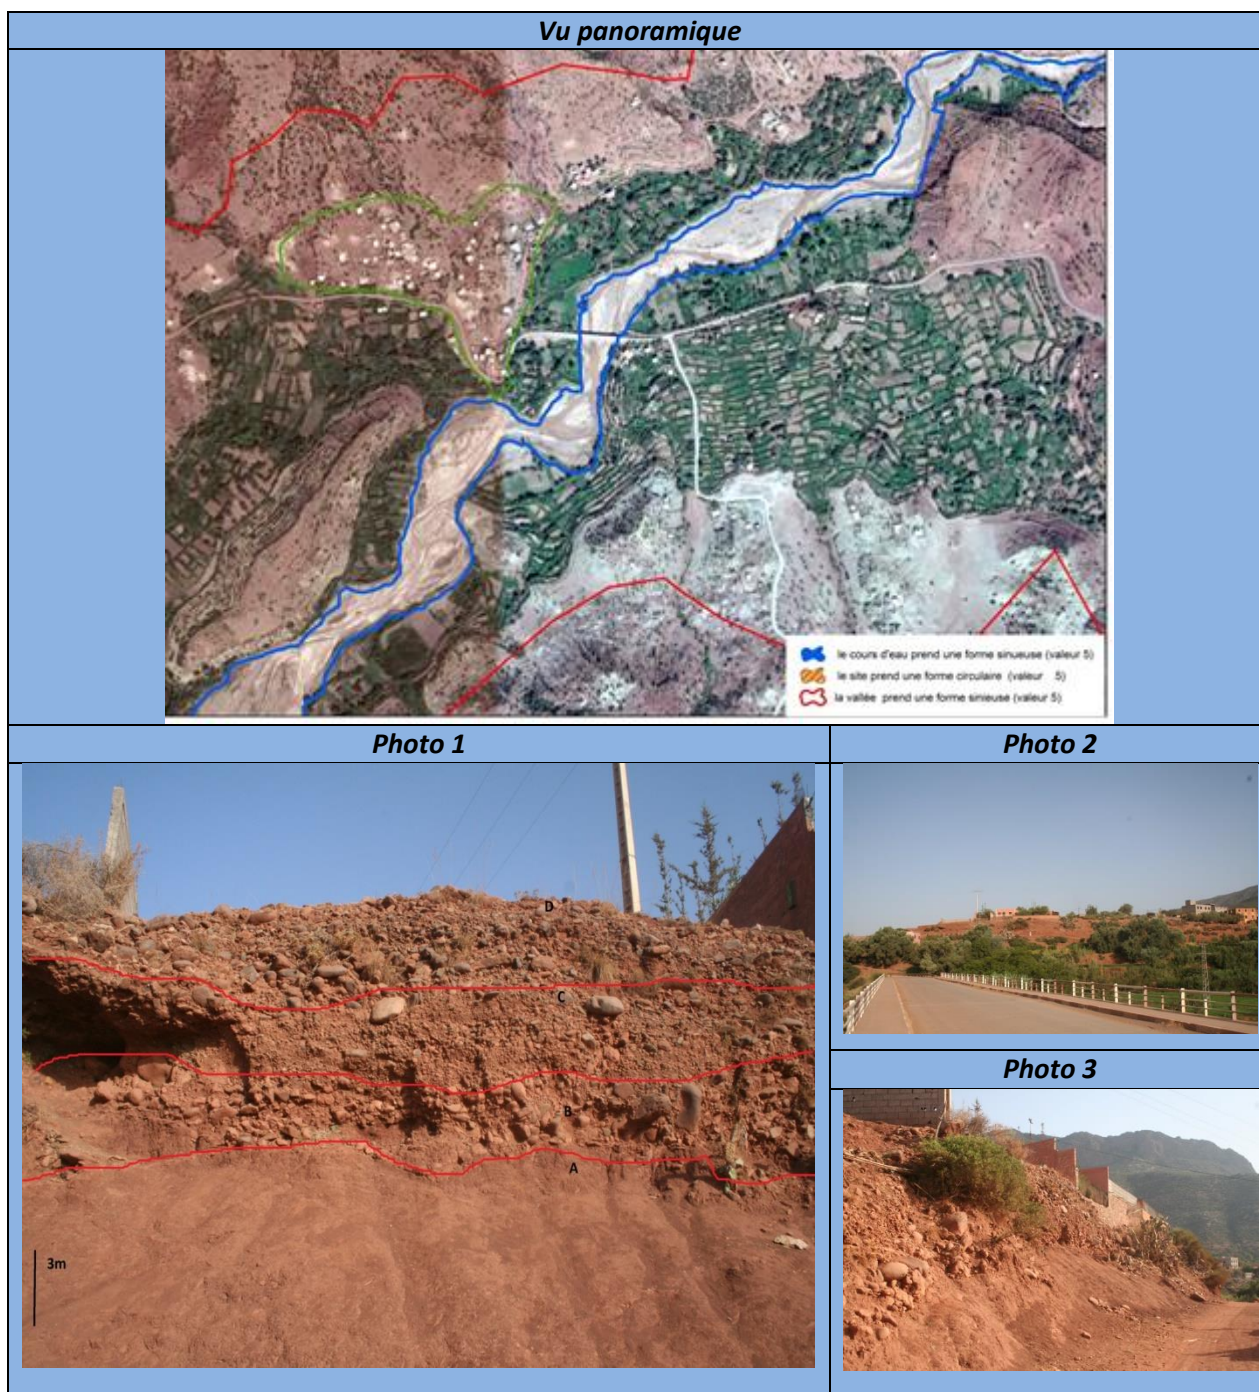 Vu panoramique
le cours d'eau prend une forme sinueuse (valeur 5)
le site prend une forme circulaire (valeur 5)
la vallée prend une forme sinieuse (valeur 5)
Photo 1
Photo 2
D
C
B
A
3m
Photo 3